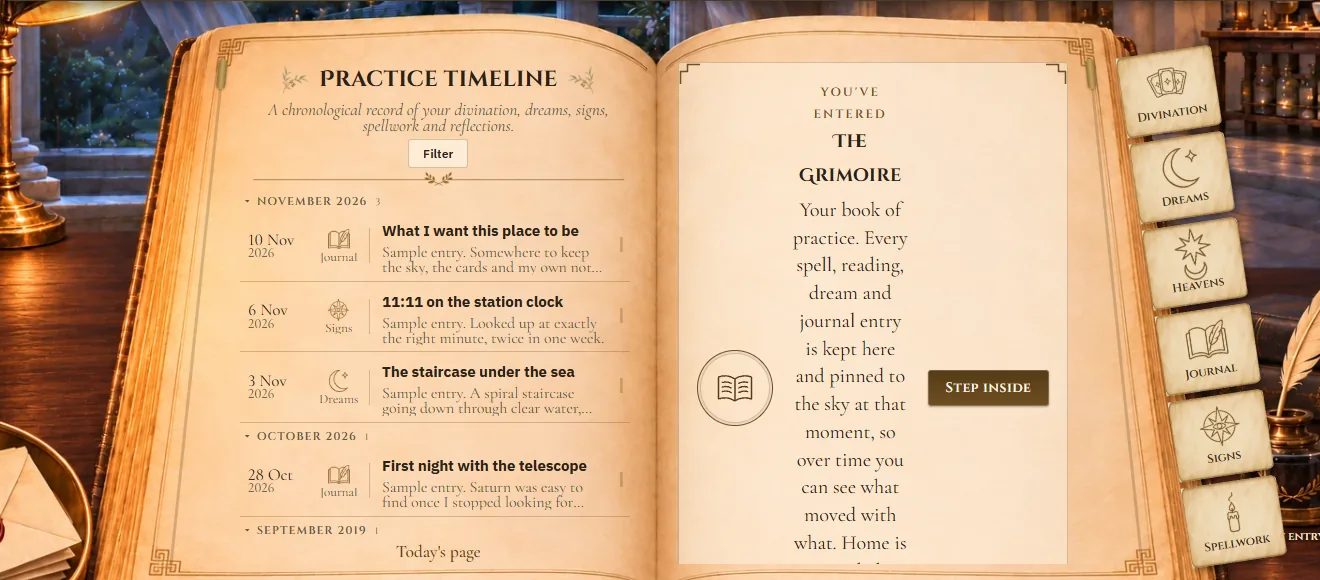 PRACTICE TIMELINE
A chronological record of your divination, dreams, signs,
spellwork and reflections.
Filter
NOVEMBER 2026 3
10 Nov
2026
Journal
What I want this place to be
Sample entry. Somewhere to keep
the sky, the cards and my own not...
6 Nov
2026
Signs
11:11 on the station clock
Sample entry. Looked up at exactly
the right minute, twice in one week.
3 Nov
2026
Dreams
The staircase under the sea
Sample entry. A spiral staircase
going down through clear water,...
OCTOBER 2026 1
28 Oct
2026
Journal
First night with the telescope
Sample entry. Saturn was easy to
find once I stopped looking for...
SEPTEMBER 2019 1
Today's page
YOU'VE
ENTERED
THE
GRIMOIRE
Your book of
practice. Every
spell, reading,
dream and
journal entry
is kept here
and pinned to
the sky at that
moment, so
over time you
can see what
moved with
what. Home is
STEP INSIDE
DIVINATION
DREAMS
HEAVENS
JOURNAL
SIGNS
SPELLWORK